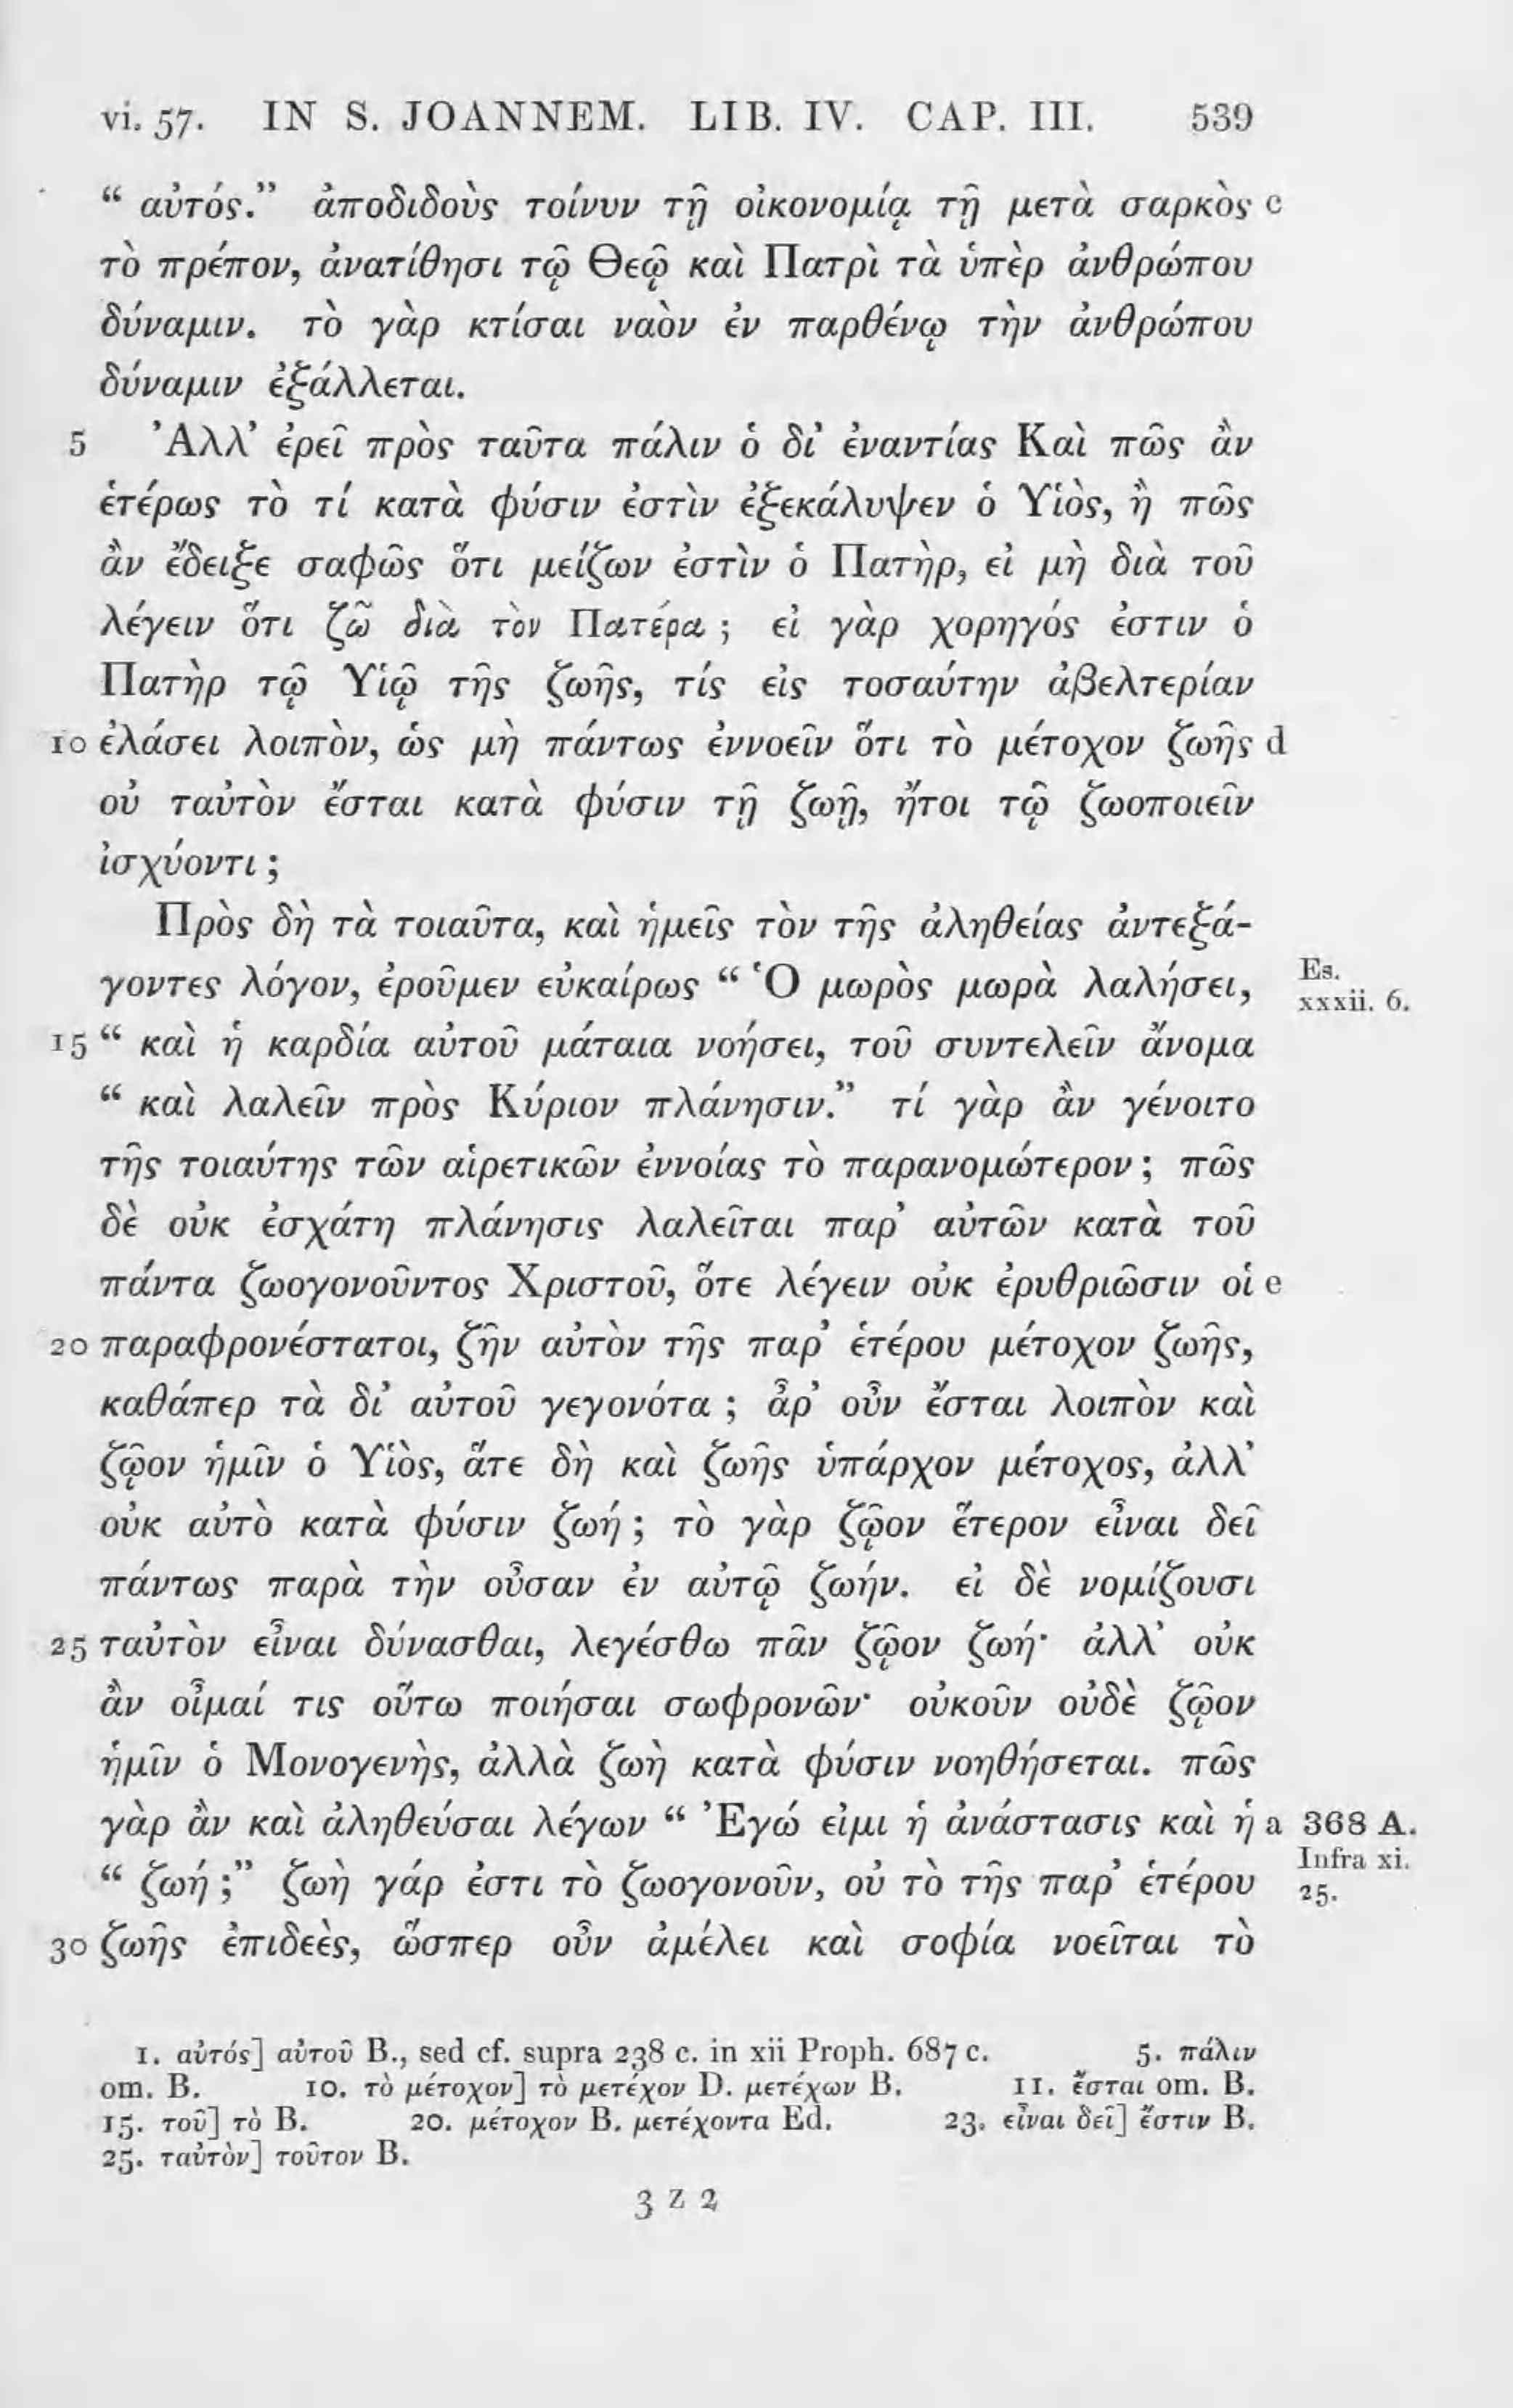 vi. 57. IN S. JOANNEM. LIB. IV. CAP. III. 539
“ αὐτός.” ἀποδιδοὺς τοίνυν τῇ οἰκονομίᾳ τῇ μετὰ σαρκὸς c
τὸ πρέπον, ἀνατίθησι τῷ Θεῷ καὶ Πατρὶ τὰ ὑπὲρ ἀνθρώπου
δύναμιν. τὸ γὰρ κτίσαι ναὸν ἐν παρθένῳ τὴν ἀνθρώπου
δύναμιν ἐξάλλεται.
5 Ἀλλ’ ἐρεῖ πρὸς ταῦτα πάλιν ὁ δι’ ἐναντίας Καὶ πῶς ἂν
ἑτέρως τὸ τί κατὰ φύσιν ἐστὶν ἐξεκάλυψεν ὁ Υἱὸς, ἢ πῶς
ἂν ἔδειξε σαφῶς ὅτι μείζων ἐστὶν ὁ Πατὴρ, εἰ μὴ διὰ τοῦ
λέγειν ὅτι ζῶ διὰ τὸν Πατέρα ; εἰ γὰρ χορηγός ἐστιν ὁ
Πατὴρ τῷ Υἱῷ τῆς ζωῆς, τίς εἰς τοσαύτην ἀβελτερίαν
10 ἐλάσει λοιπὸν, ὡς μὴ πάντως ἐννοεῖν ὅτι τὸ μέτοχον ζωῆς d
οὐ ταὐτὸν ἔσται κατὰ φύσιν τῇ ζωῇ, ἤτοι τῷ ζωοποιεῖν
ἰσχύοντι ;
Πρὸς δὴ τὰ τοιαῦτα, καὶ ἡμεῖς τὸν τῆς ἀληθείας ἀντεξά-
γοντες λόγον, ἐροῦμεν εὐκαίρως “ Ὁ μωρὸς μωρὰ λαλήσει, Es. xxxii. 6.
15 “ καὶ ἡ καρδία αὐτοῦ μάταια νοήσει, τοῦ συντελεῖν ἄνομα
“ καὶ λαλεῖν πρὸς Κύριον πλάνησιν.” τί γὰρ ἂν γένοιτο
τῆς τοιαύτης τῶν αἱρετικῶν ἐννοίας τὸ παρανομώτερον ; πῶς
δὲ οὐκ ἐσχάτη πλάνησις λαλεῖται παρ’ αὐτῶν κατὰ τοῦ
πάντα ζωογονοῦντος Χριστοῦ, ὅτε λέγειν οὐκ ἐρυθριῶσιν οἱ e
20 παραφρονέστατοι, ζῆν αὐτὸν τῆς παρ’ ἑτέρου μέτοχον ζωῆς,
καθάπερ τὰ δι’ αὐτοῦ γεγονότα ; ἆρ’ οὖν ἔσται λοιπὸν καὶ
ζῷον ἡμῖν ὁ Υἱὸς, ἅτε δὴ καὶ ζωῆς ὑπάρχον μέτοχος, ἀλλ’
οὐκ αὐτὸ κατὰ φύσιν ζωή ; τὸ γὰρ ζῷον ἕτερον εἶναι δεῖ
πάντως παρὰ τὴν οὖσαν ἐν αὐτῷ ζωήν. εἰ δὲ νομίζουσι
25 ταὐτὸν εἶναι δύνασθαι, λεγέσθω πᾶν ζῷον ζωή· ἀλλ’ οὐκ
ἂν οἶμαί τις οὕτω ποιήσαι σωφρονῶν· οὐκοῦν οὐδὲ ζῷον
ἡμῖν ὁ Μονογενὴς, ἀλλὰ ζωὴ κατὰ φύσιν νοηθήσεται. πῶς
γὰρ ἂν καὶ ἀληθεύσαι λέγων “ Ἐγώ εἰμι ἡ ἀνάστασις καὶ ἡ a 368 A.
“ ζωή ;” ζωὴ γάρ ἐστι τὸ ζωογονοῦν, οὐ τὸ τῆς παρ’ ἑτέρου Infra xi. 25.
30 ζωῆς ἐπιδεὲς, ὥσπερ οὖν ἀμέλει καὶ σοφία νοεῖται τὸ
1. αὐτός] αὐτοῦ B., sed cf. supra 238 c. in xii Proph. 687 c. 5. πάλιν
om. B. 10. τὸ μέτοχον] τὸ μετέχον D. μετέχων B. 11. ἔσται om. B.
15. τοῦ] τὸ B. 20. μέτοχον B. μετέχοντα Ed. 23. εἶναι δεῖ] ἔστιν B.
25. ταὐτὸν] τοῦτον B.
3 Z 2